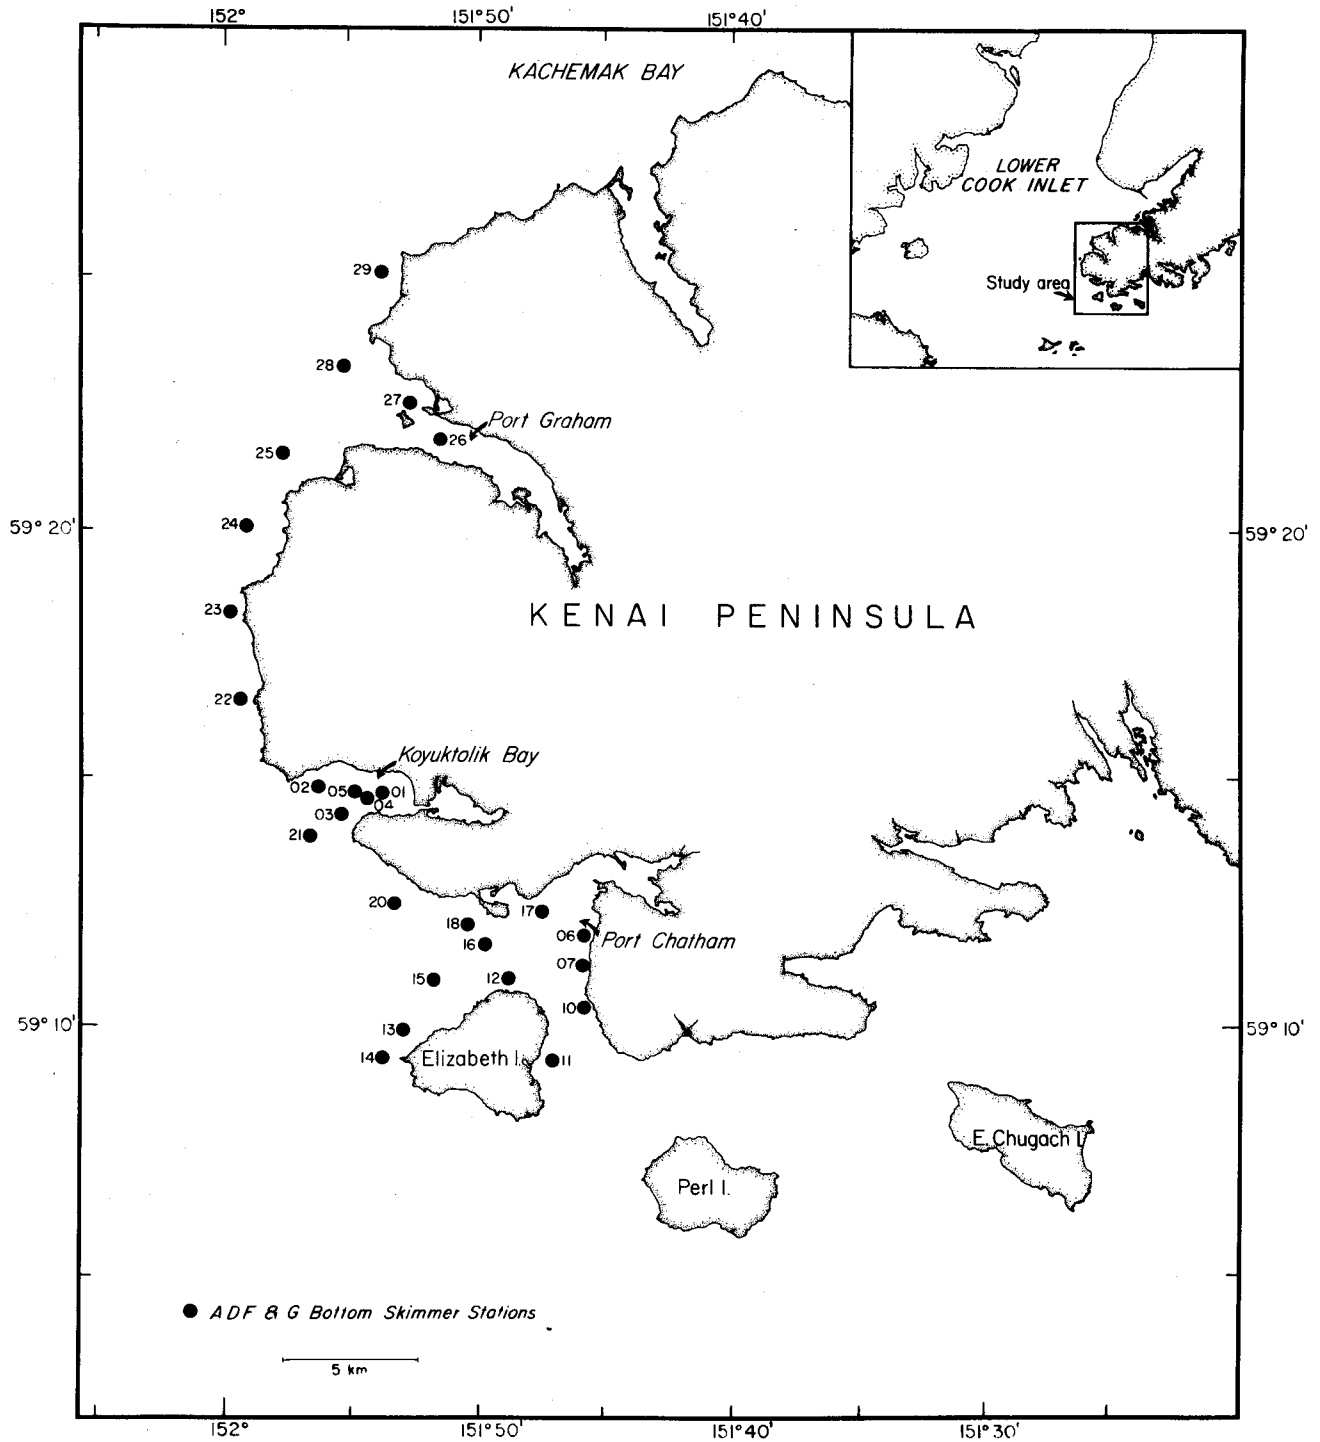 152°
151°50'
151°40'
KACHEMAK BAY
LOWER
COOK INLET
Study area
29
28
27
Port Graham
26
25
24
59° 20'
59° 20'
23
KENAI PENINSULA
22
Koyuktolik Bay
02
05
01
04
03
21
20
17
18
06
Port Chatham
16
07
15
12
10
59° 10'
59° 10'
13
14
Elizabeth I.
11
E. Chugach I.
Perl I.
ADF & G Bottom Skimmer Stations
5 km
152°
151°50'
151°40'
151°30'